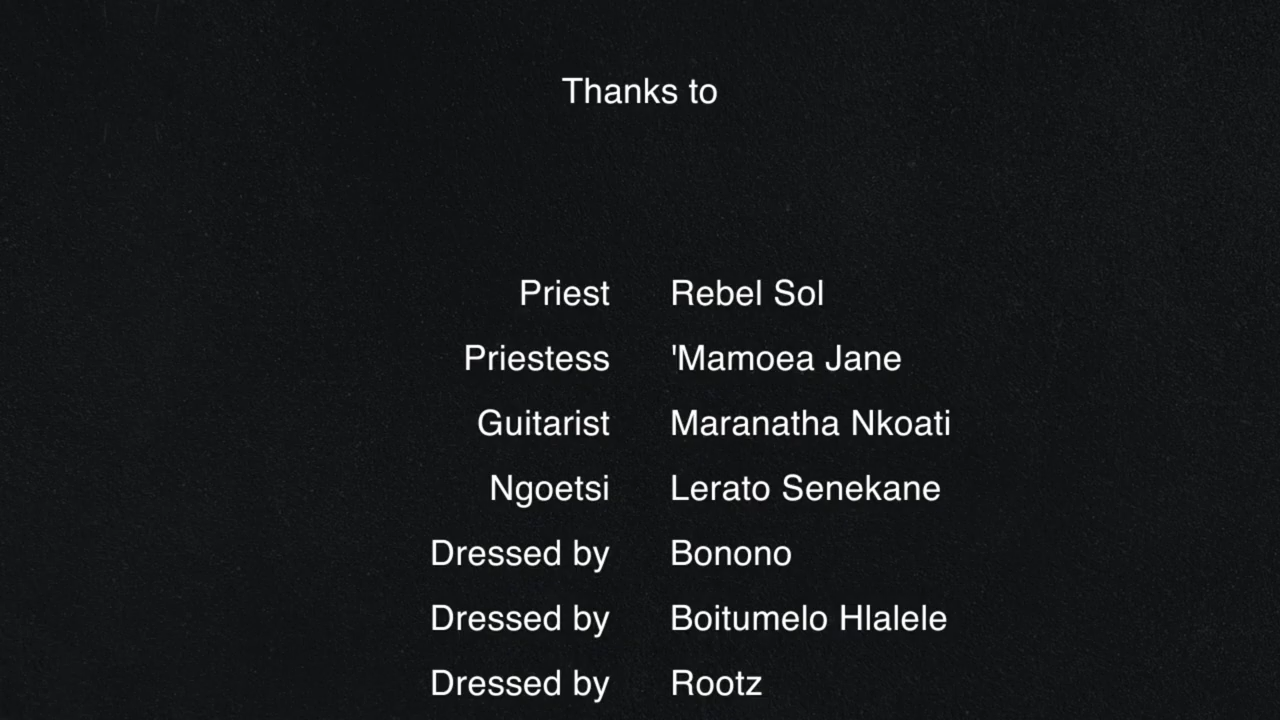 Thanks to
Priest Rebel Sol
Priestess 'Mamoea Jane
Guitarist Maranatha Nkoati
Ngoetsi Lerato Senekane
Dressed by Bonono
Dressed by Boitumelo Hlalele
Dressed by Rootz